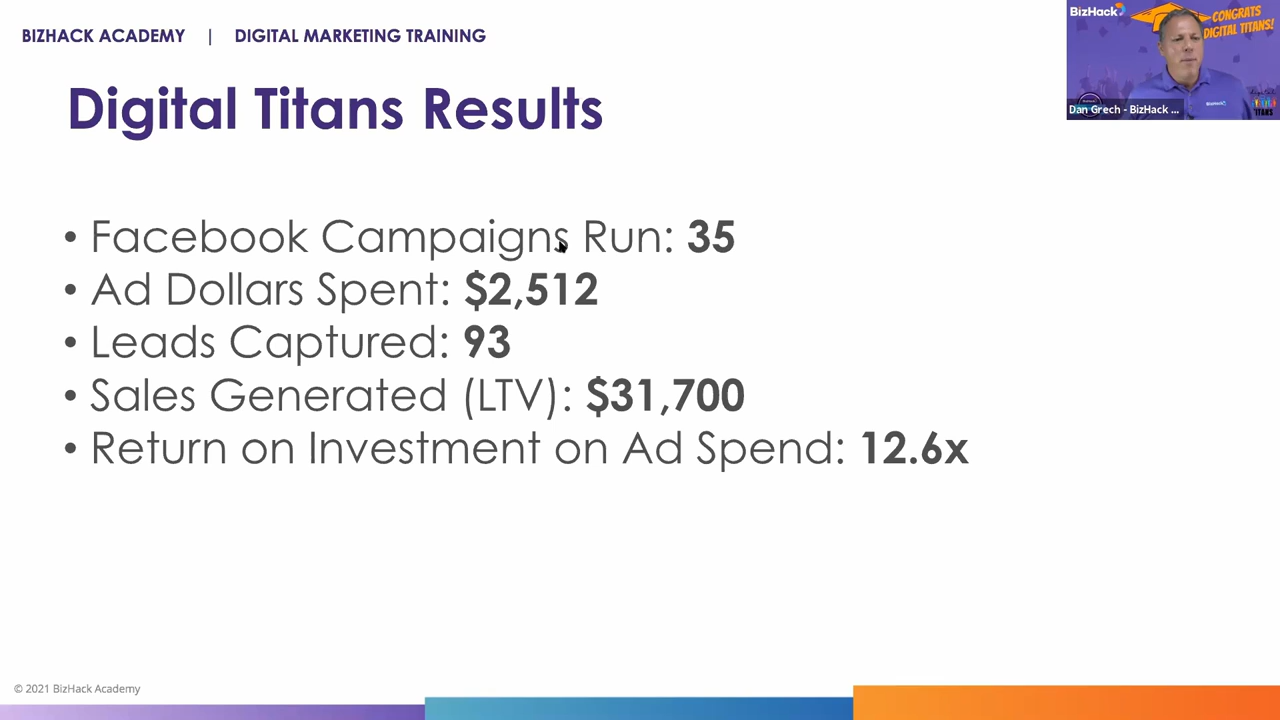 BIZHACK ACADEMY | DIGITAL MARKETING TRAINING
BizHack
CONGRATS
DIGITAL TITANS!
Digital Titans Results
BizHack
Dan Grech - BizHack ...
TITANS
• Facebook Campaigns Run: 35
• Ad Dollars Spent: $2,512
• Leads Captured: 93
• Sales Generated (LTV): $31,700
• Return on Investment on Ad Spend: 12.6x
© 2021 BizHack Academy